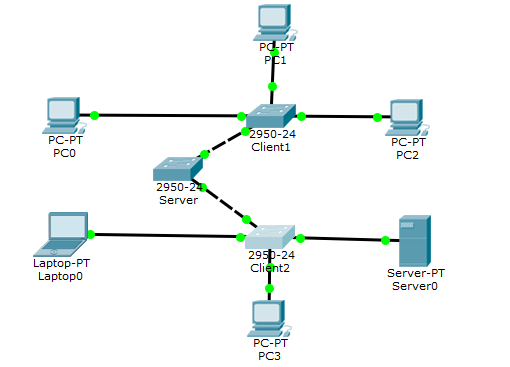 PC-PT
PC1
PC-PT
PC0
2950-24
Client1
PC-PT
PC2
2950-24
Server
Laptop-PT
Laptop0
2950-24
Client2
Server-PT
Server0
PC-PT
PC3